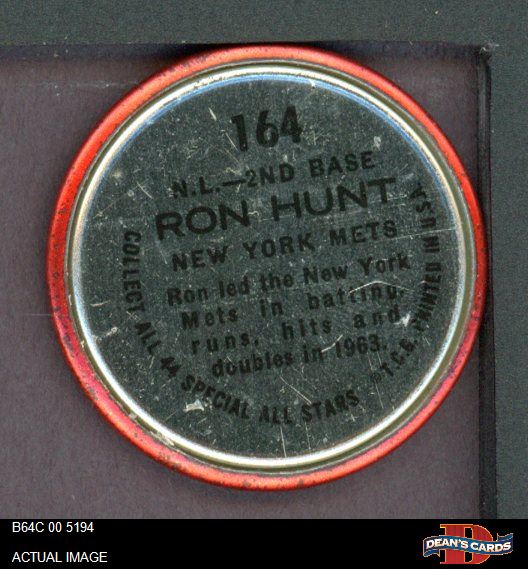 164
N.L.—2ND BASE
RON HUNT
NEW YORK METS
Ron led the New York
Mets in batting,
runs, hits and
doubles in 1963.
COLLECT ALL 44 SPECIAL ALL STARS
©T.C.G. PRINTED IN U.S.A.
B64C 00 5194
ACTUAL IMAGE
DEAN'S CARDS